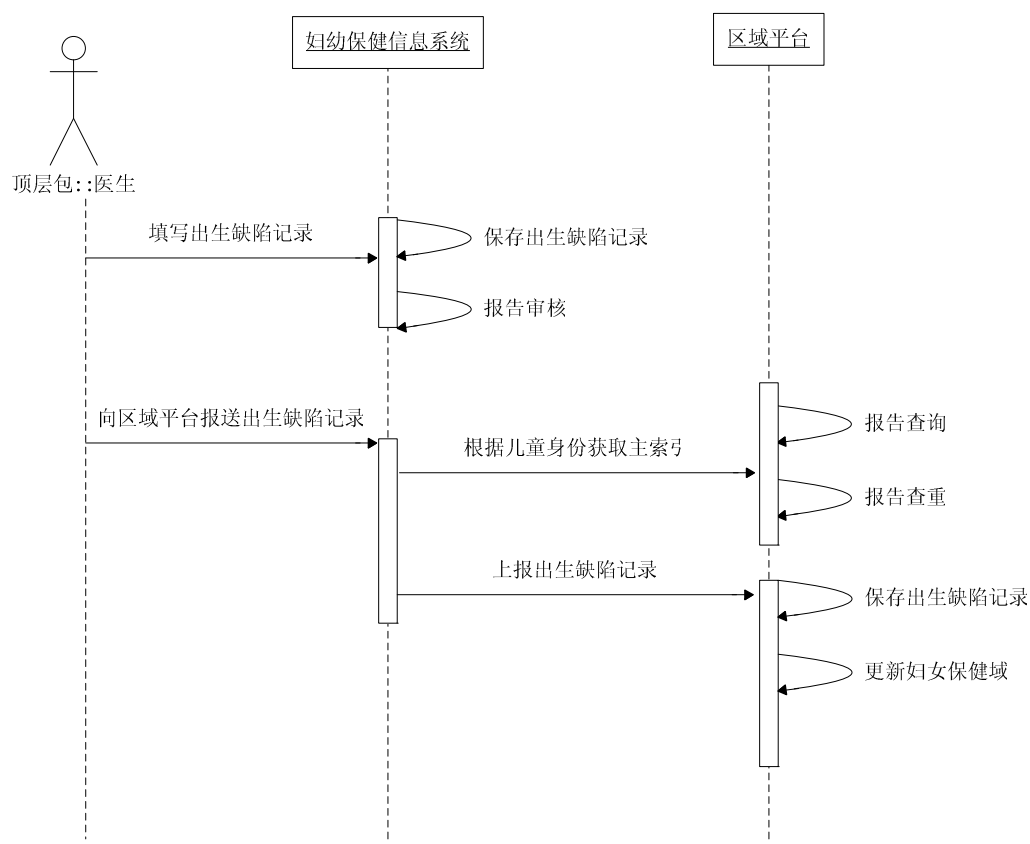 妇幼保健信息系统
区域平台
顶层包::医生
填写出生缺陷记录
保存出生缺陷记录
报告审核
向区域平台报送出生缺陷记录
报告查询
根据儿童身份获取主索引
报告查重
上报出生缺陷记录
保存出生缺陷记录
更新妇女保健域